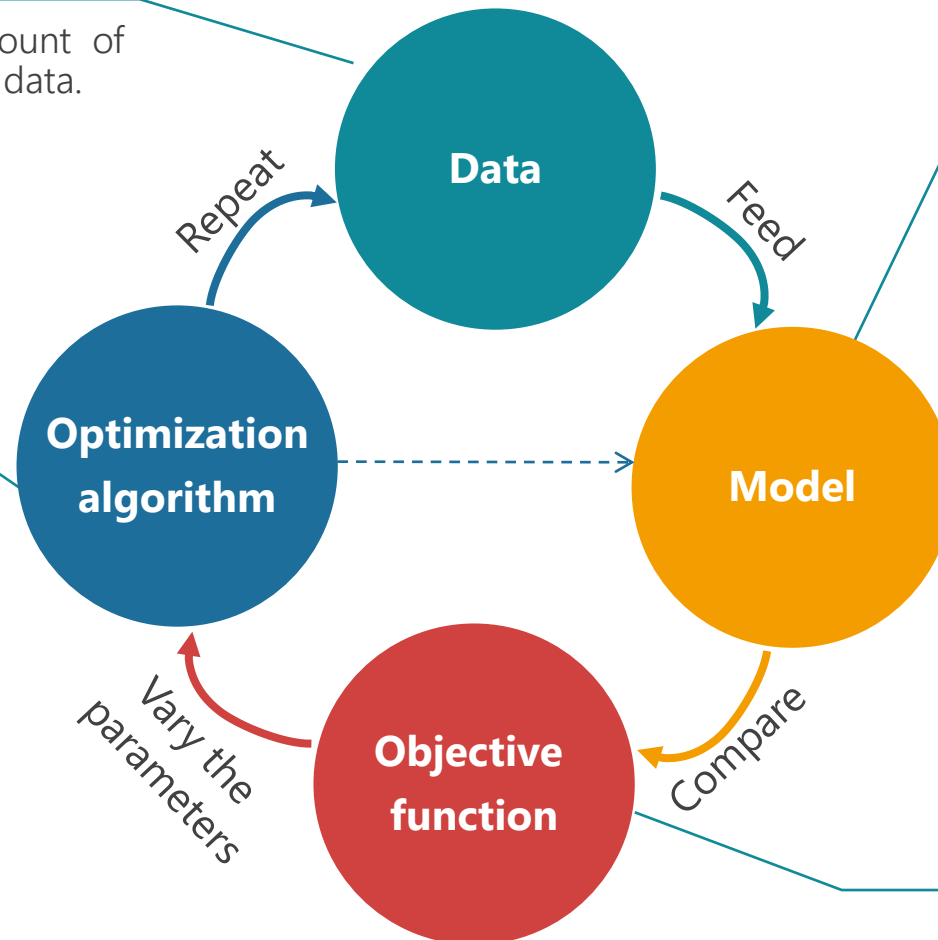 ount of
data.
Data
Repeat
Feed
Optimization
algorithm
Model
Vary the
parameters
Objective
function
Compare